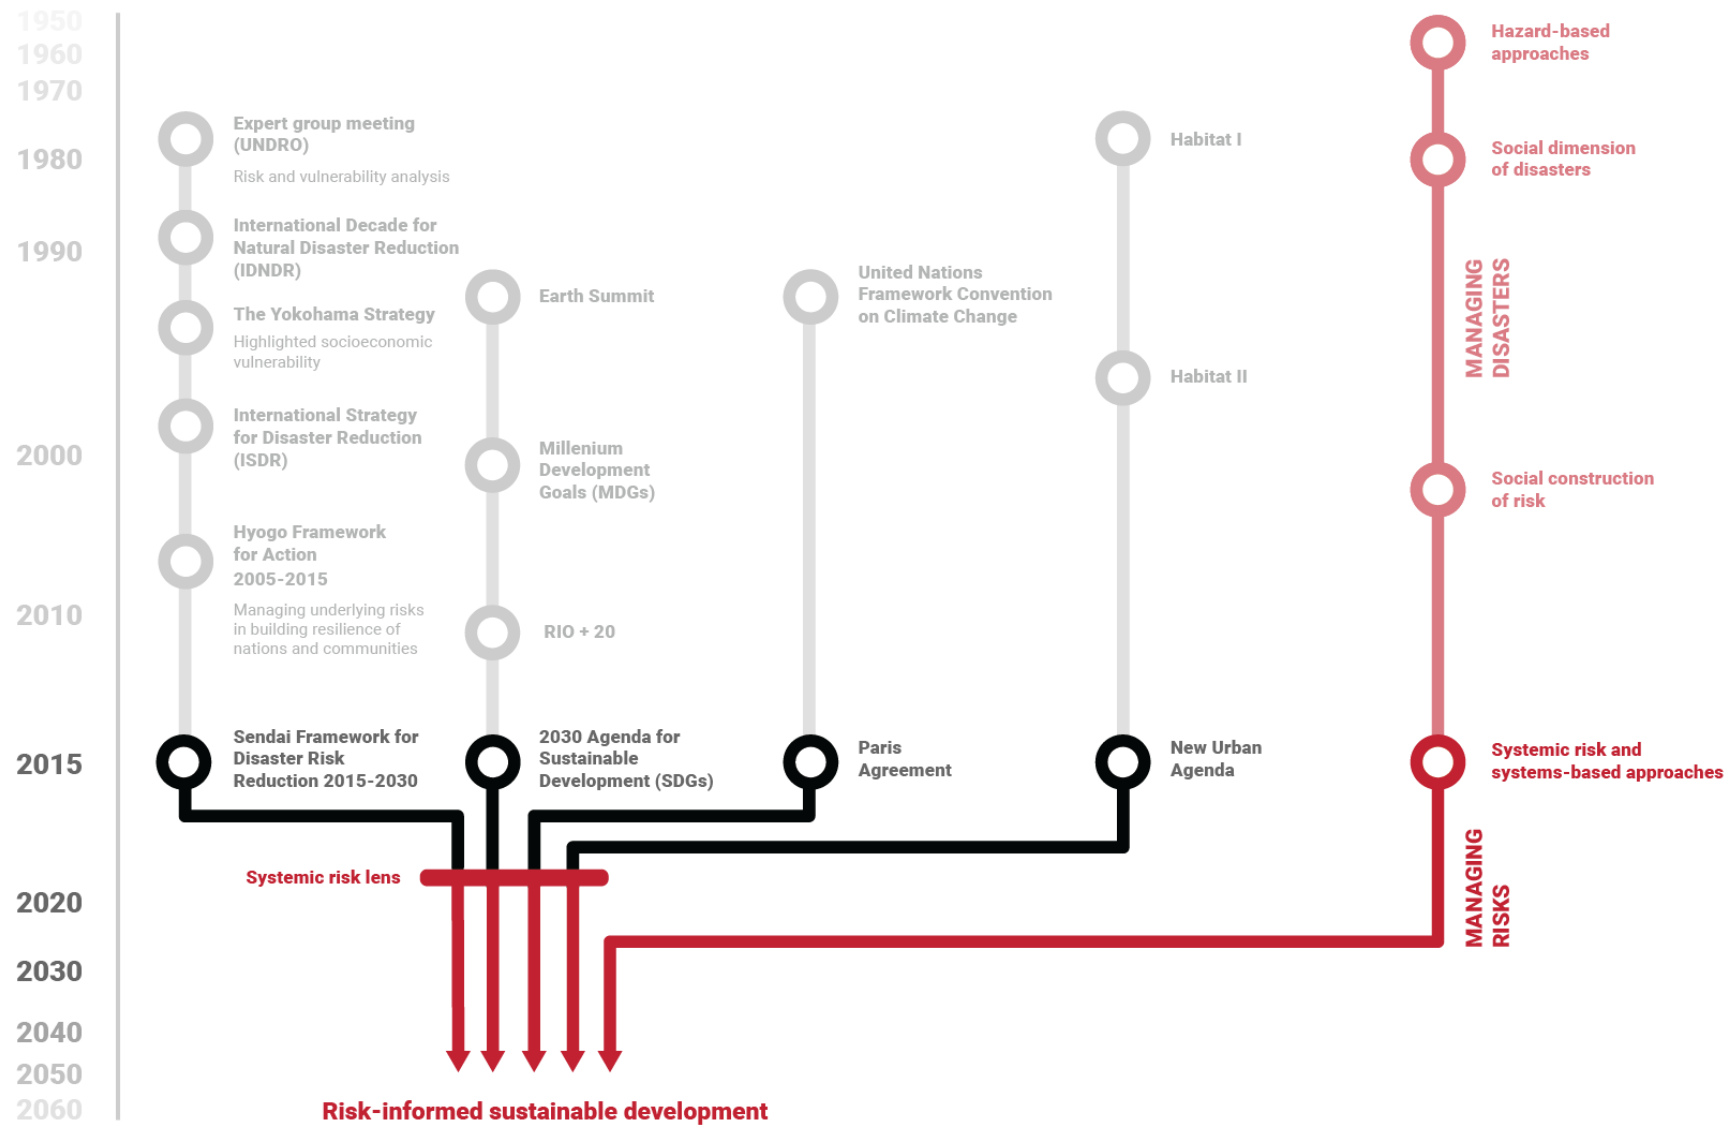 1950
1960
1970
1980
1990
2000
2010
2015
2020
2030
2040
2050
2060
Expert group meeting
(UNDRO)
Risk and vulnerability analysis
International Decade for
Natural Disaster Reduction
(IDNDR)
The Yokohama Strategy
Highlighted socioeconomic
vulnerability
International Strategy
for Disaster Reduction
(ISDR)
Hyogo Framework
for Action
2005-2015
Managing underlying risks
in building resilience of
nations and communities
Sendai Framework for
Disaster Risk
Reduction 2015-2030
Earth Summit
Millenium
Development
Goals (MDGs)
RIO + 20
2030 Agenda for
Sustainable
Development (SDGs)
United Nations
Framework Convention
on Climate Change
Paris
Agreement
Habitat I
Habitat II
New Urban
Agenda
Hazard-based
approaches
Social dimension
of disasters
MANAGING
DISASTERS
Social construction
of risk
Systemic risk and
systems-based approaches
MANAGING
RISKS
Systemic risk lens
Risk-informed sustainable development